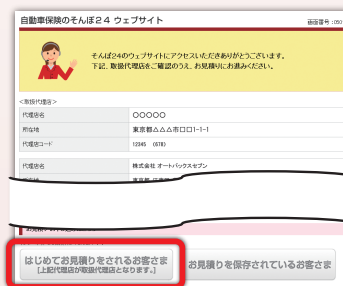 自動車保険のそんぽ24 ウェブサイト
画面番号:050
そんぽ24のウェブサイトにアクセスいただきありがとうございます。
下記、取扱代理店をご確認のうえ、お見積りにお進みください。
<取扱代理店>
代理店名 ○○○○○
所在地 東京都△△△市口口1-1-1
代理店コード 12345 (678)
代理店名 株式会社 オートバックスセブン
はじめてお見積りをされるお客さま
[上記代理店が取扱代理店となります。]
お見積りを保存されているお客さま